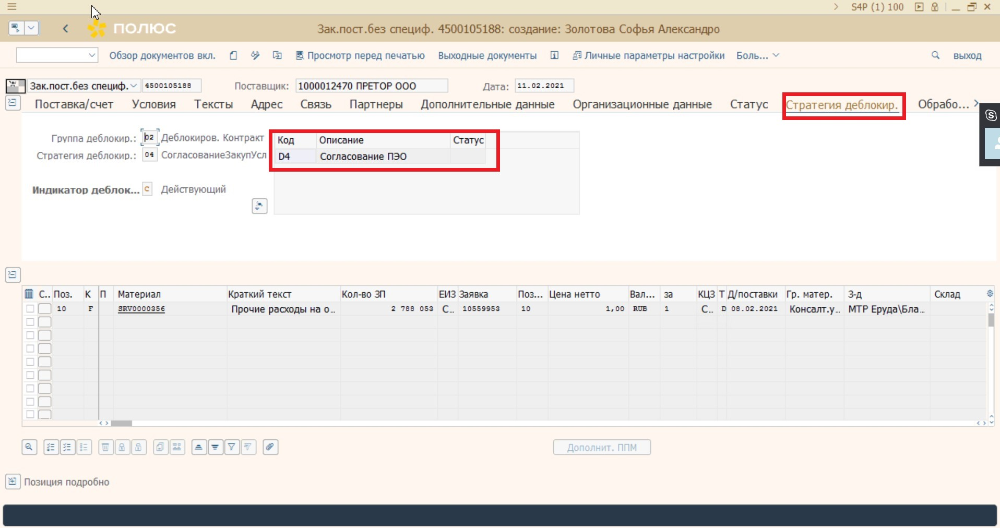 S4P (1) 100
ПОЛЮС
Зак.пост.без специф. 4500105188: создание: Золотова Софья Александро
Обзор документов вкл. Просмотр перед печатью Выходные документы Личные параметры настройки Боль... выход
Зак.пост.без специф. 4500105188 Поставщик: 1000012470 ПРЕТОР ООО Дата: 11.02.2021
Поставка/счет Условия Тексты Адрес Связь Партнеры Дополнительные данные Организационные данные Статус Стратегия деблокир. Обрабо...
Группа деблокир.: 02 Деблокиров. Контракт
Стратегия деблокир.: 04 СогласованиеЗакупУсл
Индикатор деблок... C Действующий
Код Описание Статус
D4 Согласование ПЭО
С.. Поз. К П Материал Краткий текст Кол-во ЗП ЕИЗ Заявка Поз... Цена нетто Вал... за КЦЗ Т Д/поставки Гр. матер. З-д Склад
10 F SRV0000356 Прочие расходы на о... 2 788 053 С... 10559953 10 1,00 RUB 1 С... D 08.02.2021 Консалт.у... МТР Еруда\Бла...
Дополнит. ППМ
Позиция подробно